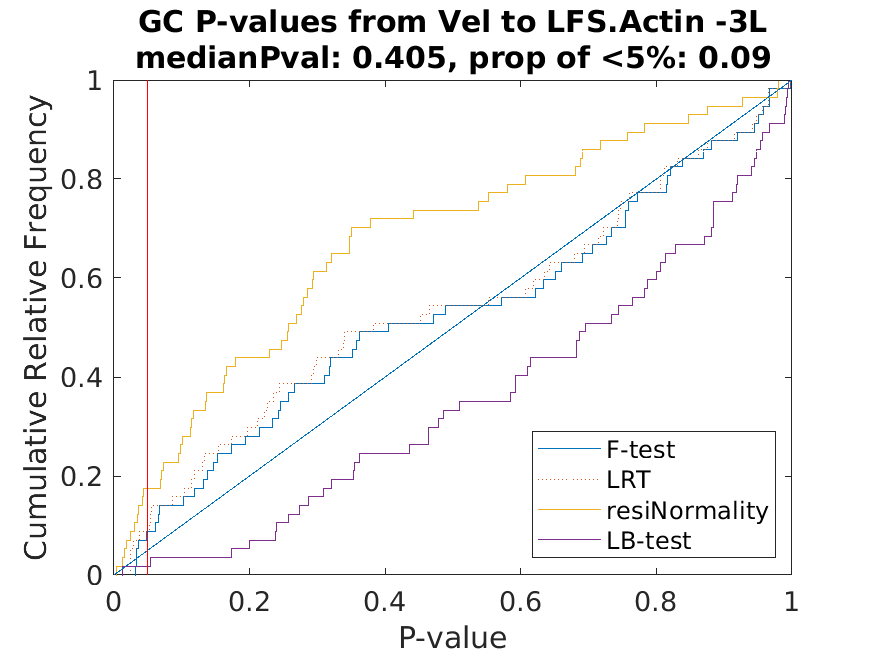 GC P-values from Vel to LFS.Actin -3L
medianPval: 0.405, prop of <5%: 0.09
Cumulative Relative Frequency
1
0.8
0.6
0.4
0.2
0
F-test
LRT
resiNormality
LB-test
0 0.2 0.4 0.6 0.8 1
P-value